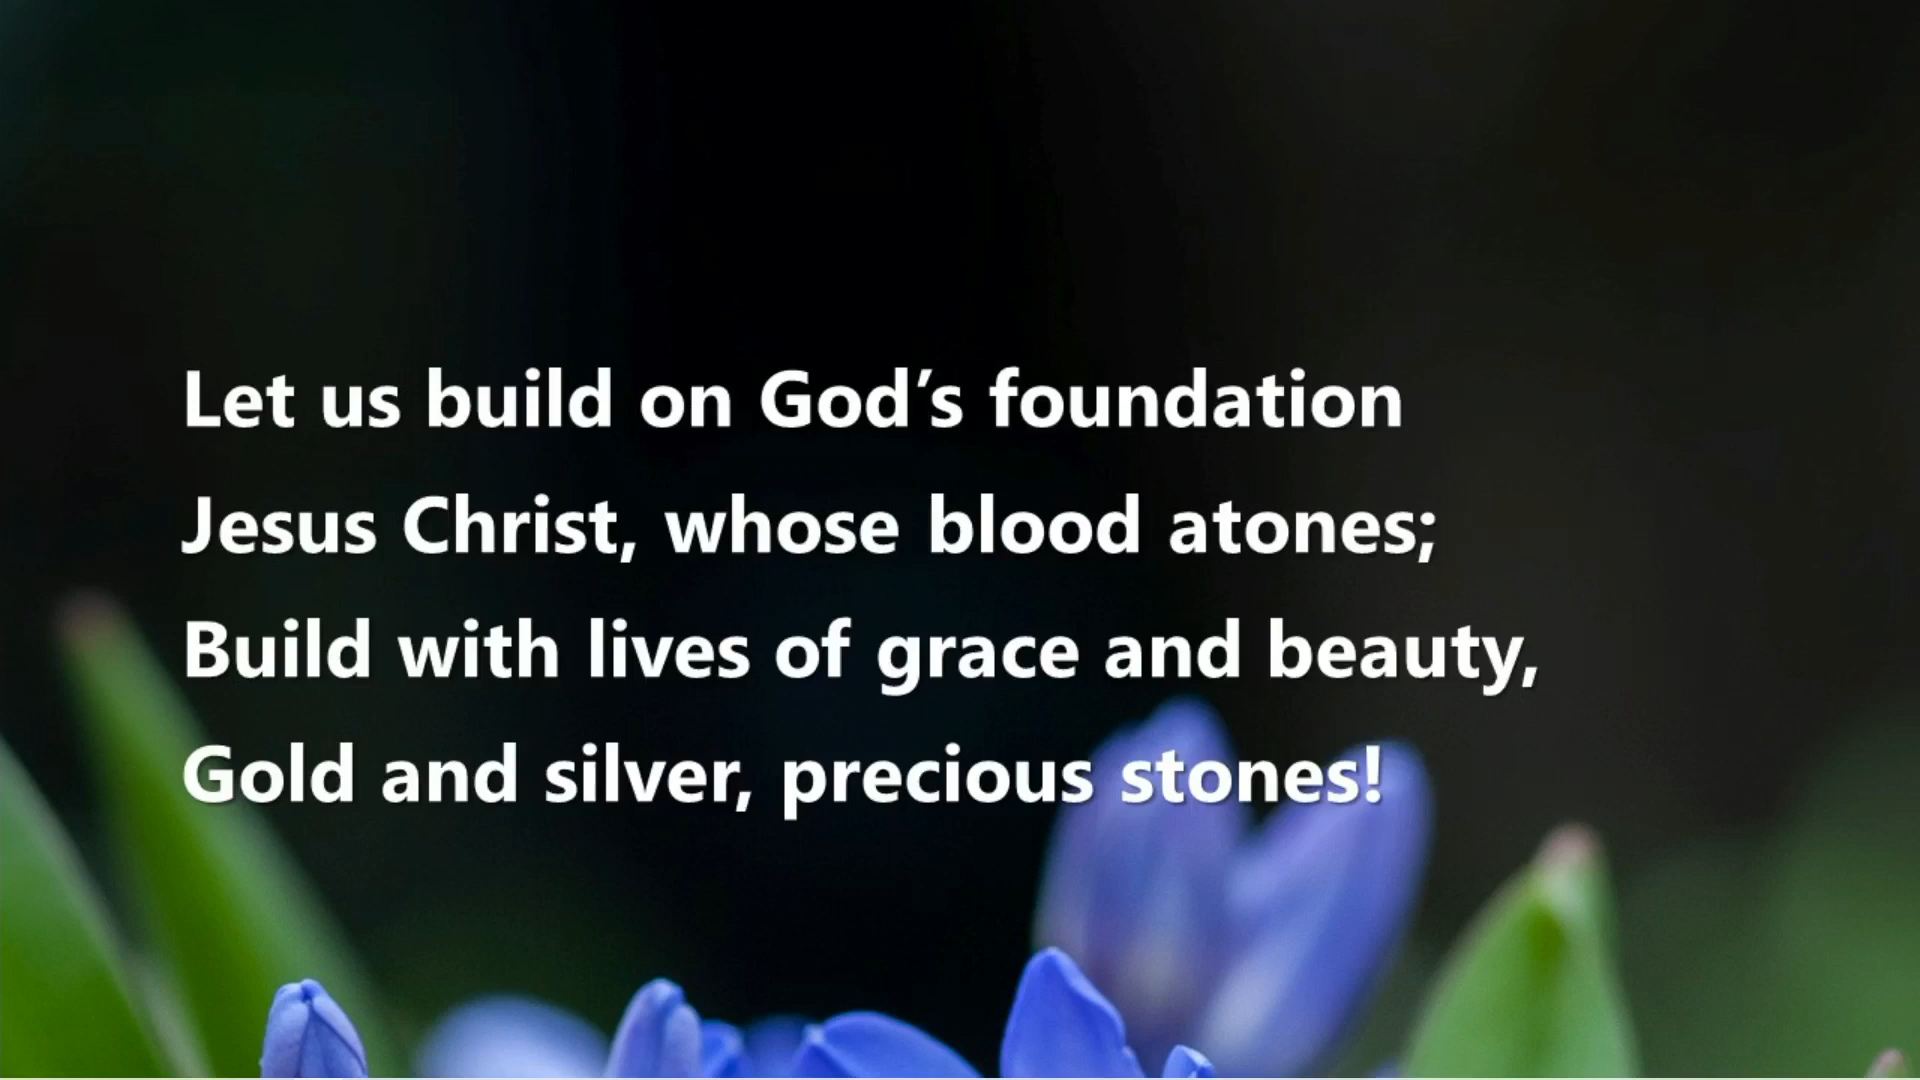 Let us build on God’s foundation
Jesus Christ, whose blood atones;
Build with lives of grace and beauty,
Gold and silver, precious stones!